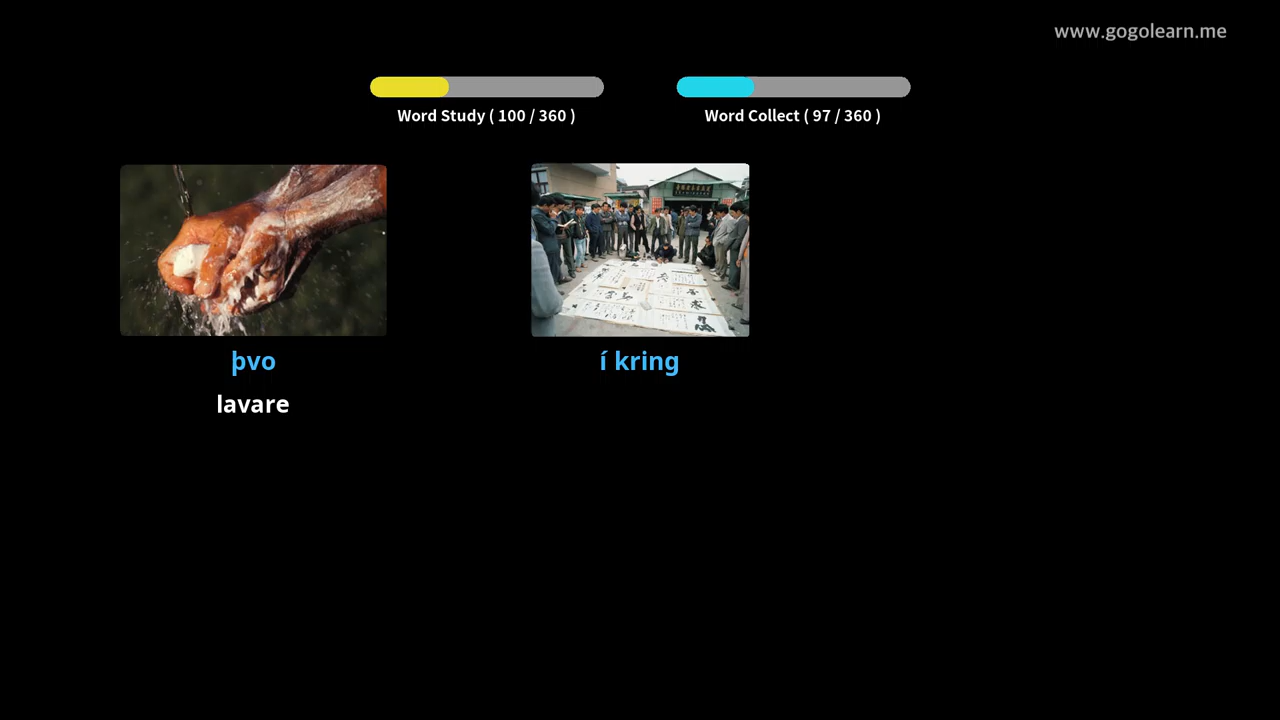 www.gogolearn.me
Word Study ( 100 / 360 )
Word Collect ( 97 / 360 )
þvo
lavare
í kring